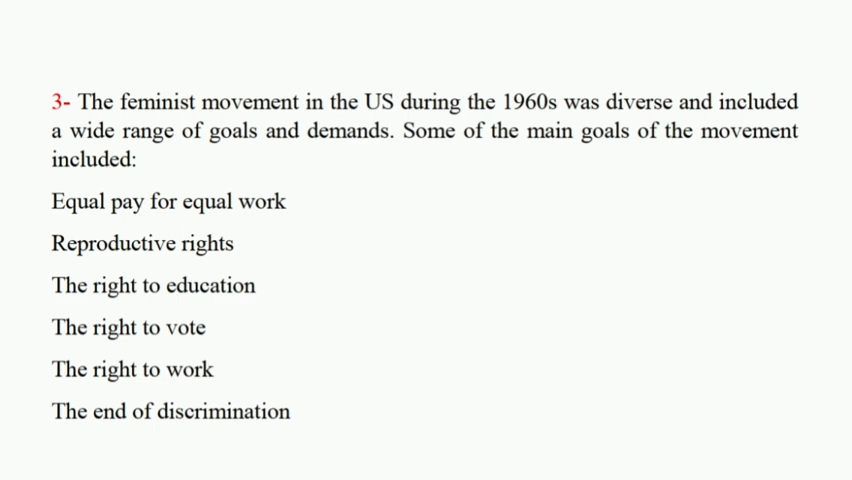 3- The feminist movement in the US during the 1960s was diverse and included
a wide range of goals and demands. Some of the main goals of the movement
included:
Equal pay for equal work
Reproductive rights
The right to education
The right to vote
The right to work
The end of discrimination